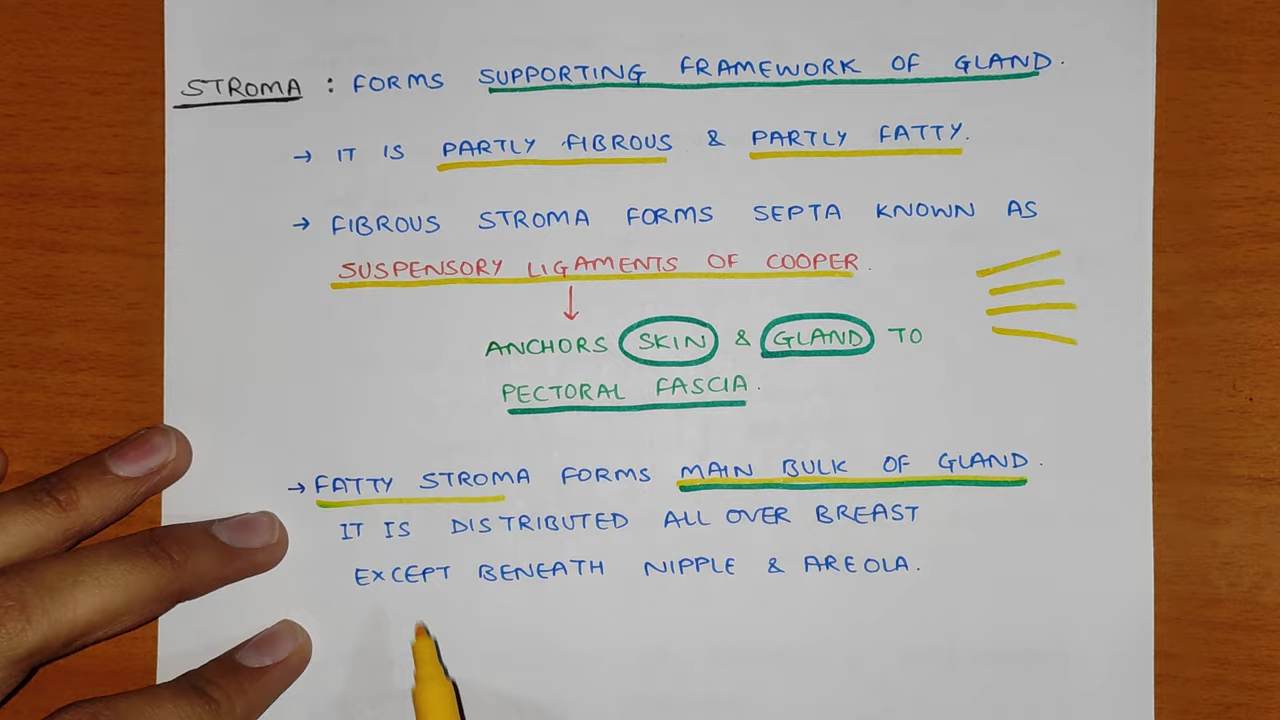 STROMA : FORMS SUPPORTING FRAMEWORK OF GLAND.
→ IT IS PARTLY FIBROUS & PARTLY FATTY.
→ FIBROUS STROMA FORMS SEPTA KNOWN AS
SUSPENSORY LIGAMENTS OF COOPER.
↓
ANCHORS SKIN & GLAND TO
PECTORAL FASCIA.
→ FATTY STROMA FORMS MAIN BULK OF GLAND.
IT IS DISTRIBUTED ALL OVER BREAST
EXCEPT BENEATH NIPPLE & AREOLA.